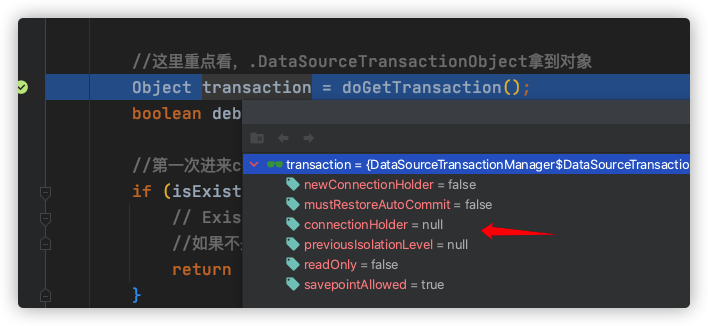 //这里重点看，.DataSourceTransactionObject拿到对象
Object transaction = doGetTransaction();
boolean deb
transaction = {DataSourceTransactionManager$DataSourceTransactio
//第一次进来c
newConnectionHolder = false
mustRestoreAutoCommit = false
if (isExist
connectionHolder = null
// Exis
previousIsolationLevel = null
//如果不
readOnly = false
return
savepointAllowed = true
}